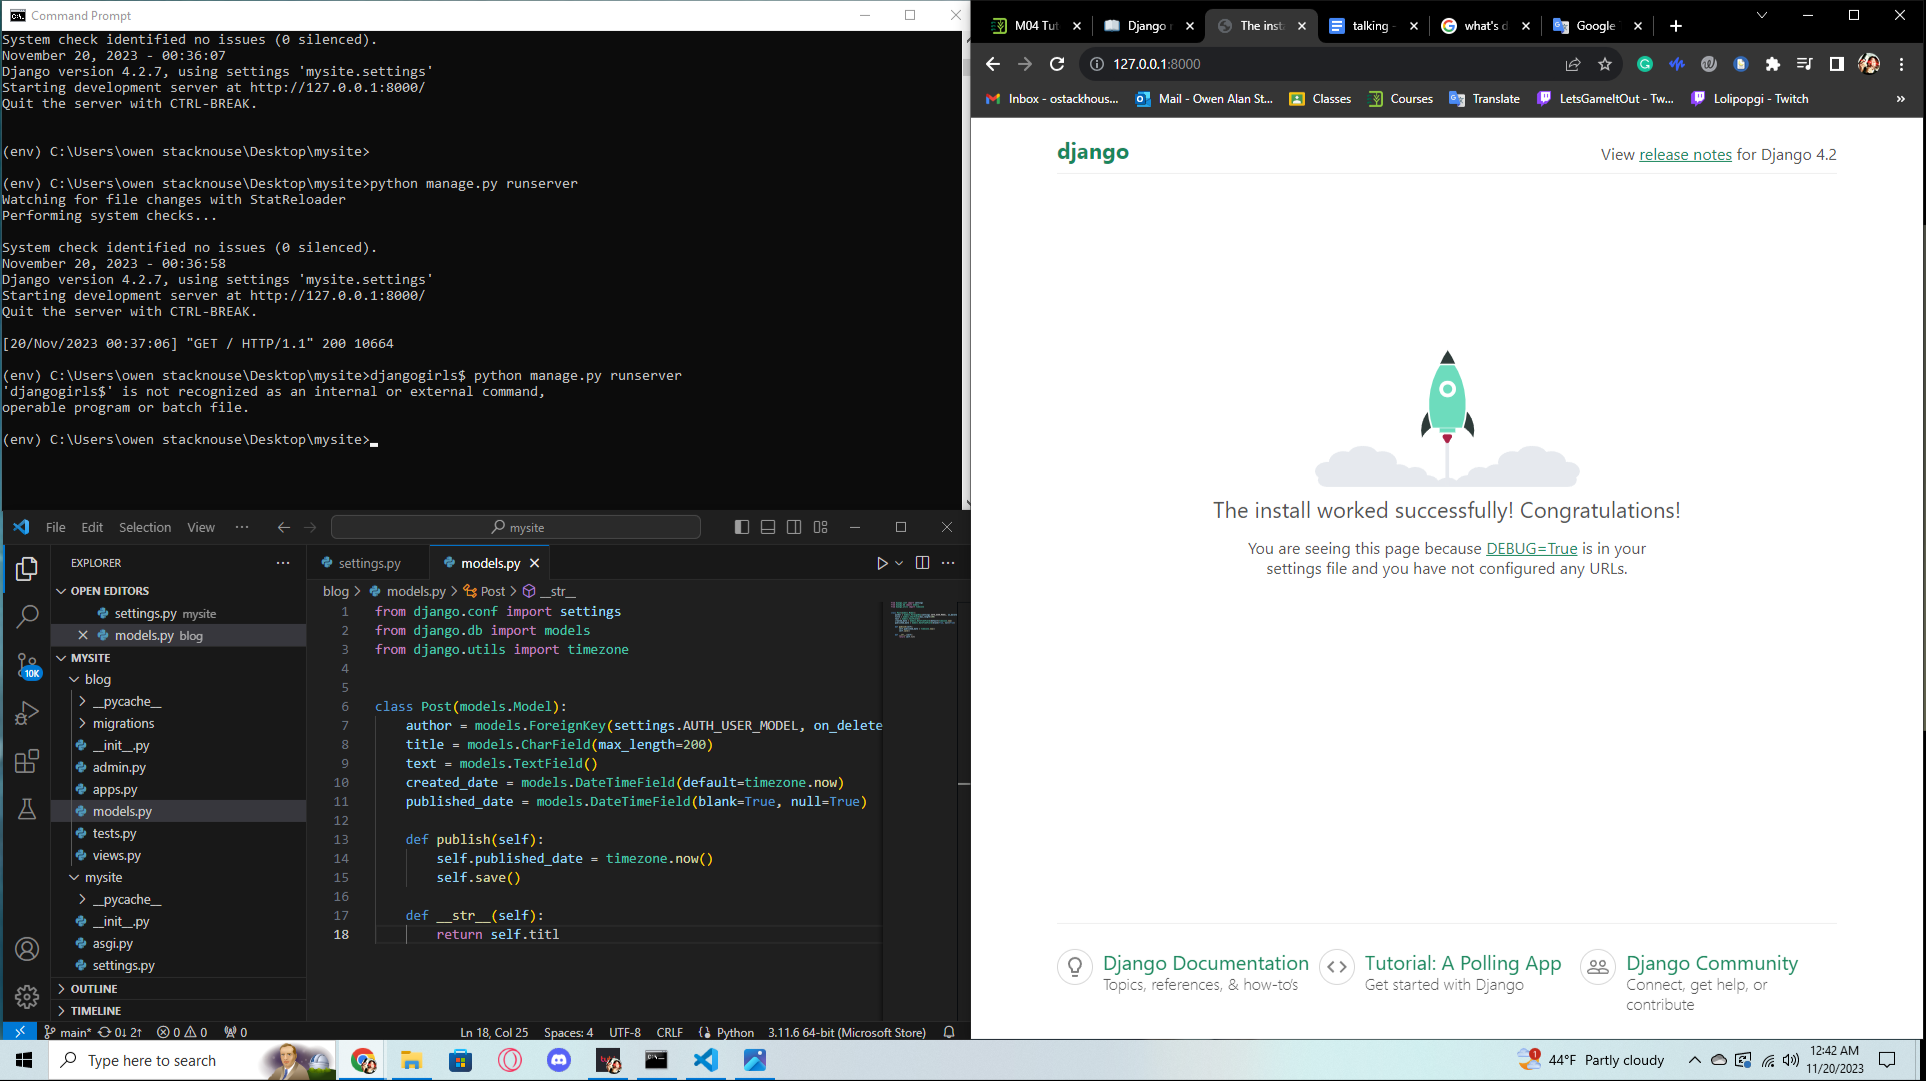 Command Prompt
System check identified no issues (0 silenced).
November 20, 2023 - 00:36:07
Django version 4.2.7, using settings 'mysite.settings'
Starting development server at http://127.0.0.1:8000/
Quit the server with CTRL-BREAK.
(env) C:\Users\owen stacknouse\Desktop\mysite>
(env) C:\Users\owen stacknouse\Desktop\mysite>python manage.py runserver
Watching for file changes with StatReloader
Performing system checks...
System check identified no issues (0 silenced).
November 20, 2023 - 00:36:58
Django version 4.2.7, using settings 'mysite.settings'
Starting development server at http://127.0.0.1:8000/
Quit the server with CTRL-BREAK.
[20/Nov/2023 00:37:06] "GET / HTTP/1.1" 200 10664
(env) C:\Users\owen stacknouse\Desktop\mysite>djangogirls$ python manage.py runserver
'djangogirls$' is not recognized as an internal or external command,
operable program or batch file.
(env) C:\Users\owen stacknouse\Desktop\mysite>
File Edit Selection View ··· mysite
EXPLORER ···
OPEN EDITORS
settings.py mysite
models.py blog
MYSITE
blog
__pycache__
migrations
__init__.py
admin.py
apps.py
models.py
tests.py
views.py
mysite
__pycache__
__init__.py
asgi.py
settings.py
OUTLINE
TIMELINE
10K
settings.py models.py
blog > models.py > Post > __str__
1 from django.conf import settings
2 from django.db import models
3 from django.utils import timezone
4
5
6 class Post(models.Model):
7 author = models.ForeignKey(settings.AUTH_USER_MODEL, on_delete
8 title = models.CharField(max_length=200)
9 text = models.TextField()
10 created_date = models.DateTimeField(default=timezone.now)
11 published_date = models.DateTimeField(blank=True, null=True)
12
13 def publish(self):
14 self.published_date = timezone.now()
15 self.save()
16
17 def __str__(self):
18 return self.titl
main* 0↓ 2↑ 0 0 0 Ln 18, Col 25 Spaces: 4 UTF-8 CRLF Python 3.11.6 64-bit (Microsoft Store)
M04 Tut Django r The inst talking - what's d Google
127.0.0.1:8000
Inbox - ostackhous... Mail - Owen Alan St... Classes Courses Translate LetsGameItOut - Tw... Lolipopgi - Twitch »
django
View release notes for Django 4.2
The install worked successfully! Congratulations!
You are seeing this page because DEBUG=True is in your
settings file and you have not configured any URLs.
Django Documentation
Topics, references, & how-to's
Tutorial: A Polling App
Get started with Django
Django Community
Connect, get help, or
contribute
Type here to search
1 44°F Partly cloudy
12:42 AM
11/20/2023